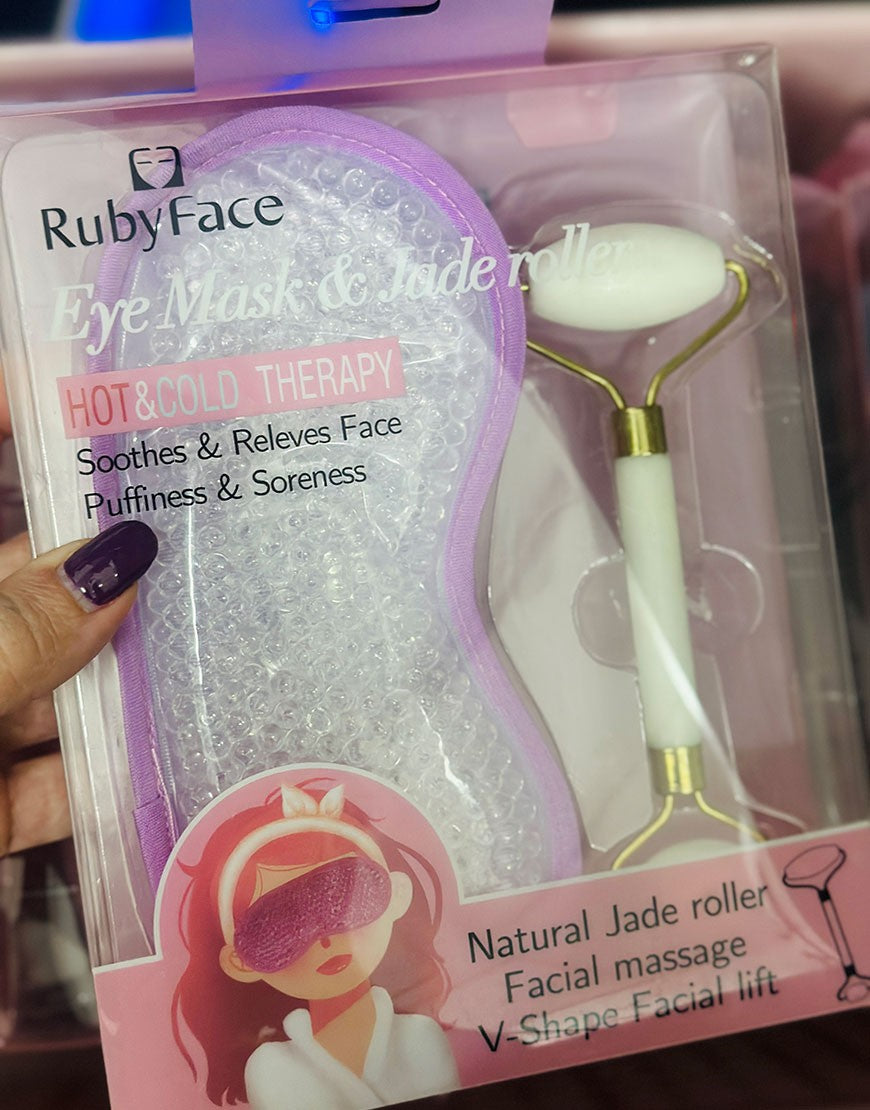 RubyFace
Eye Mask & Jade roller
HOT&COLD THERAPY
Soothes & Releves Face
Puffiness & Soreness
Natural Jade roller
Facial massage
V-Shape Facial lift